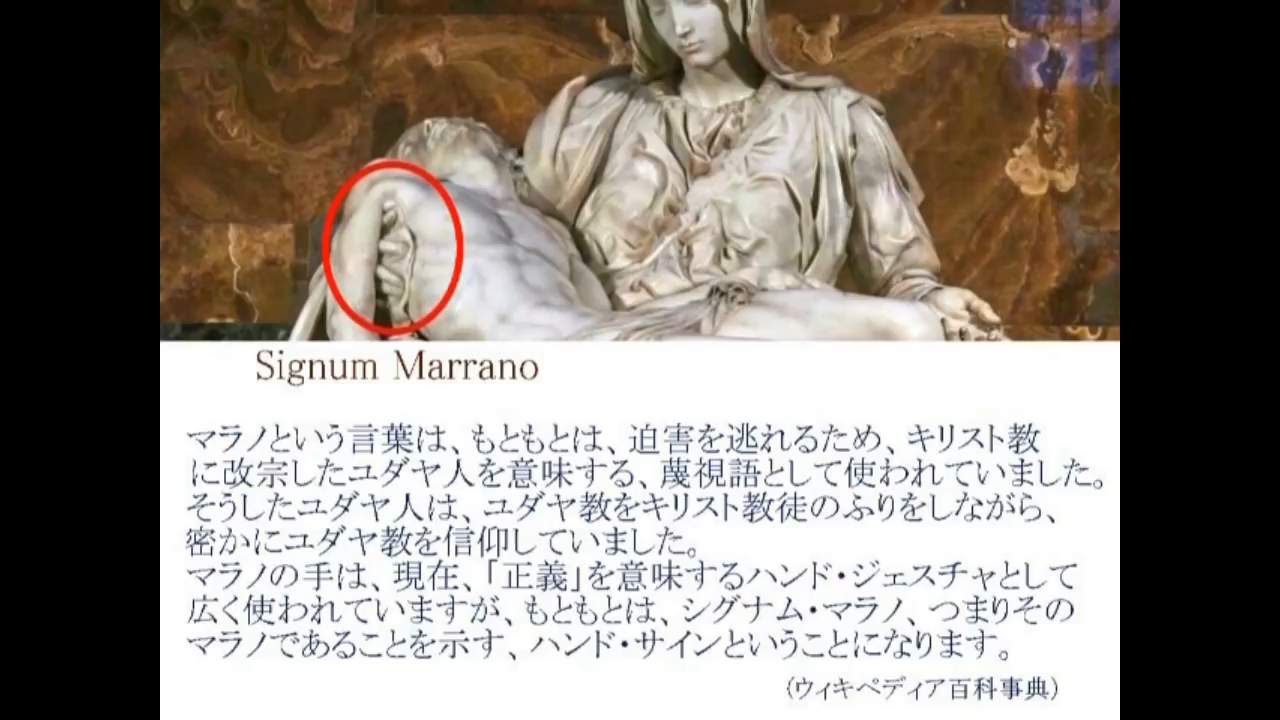 Signum Marrano
マラノという言葉は、もともとは、迫害を逃れるため、キリスト教
に改宗したユダヤ人を意味する、蔑視語として使われていました。
そうしたユダヤ人は、ユダヤ教をキリスト教徒のふりをしながら、
密かにユダヤ教を信仰していました。
マラノの手は、現在、「正義」を意味するハンド・ジェスチャとして
広く使われていますが、もともとは、シグナム・マラノ、つまりその
マラノであることを示す、ハンド・サインということになります。
(ウィキペディア百科事典)